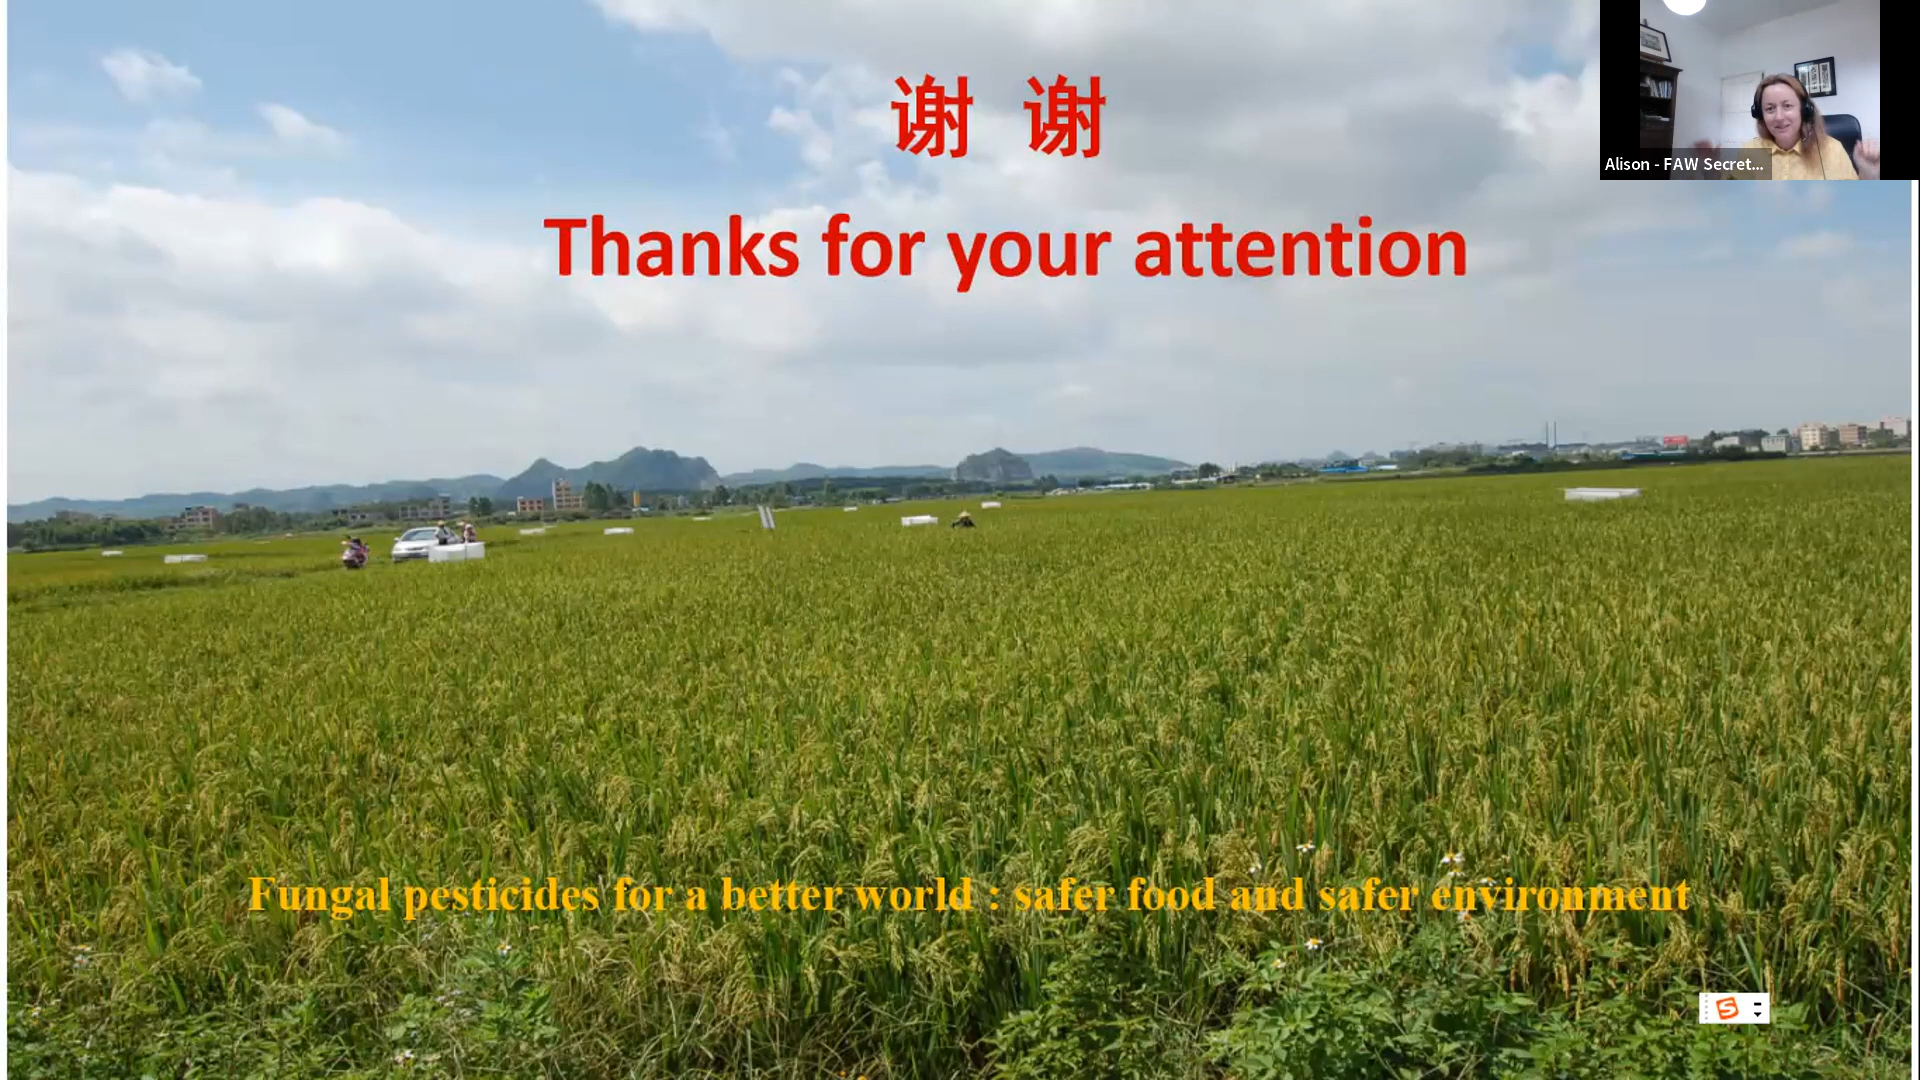 谢 谢
Alison - FAW Secret...
Thanks for your attention
Fungal pesticides for a better world : safer food and safer environment